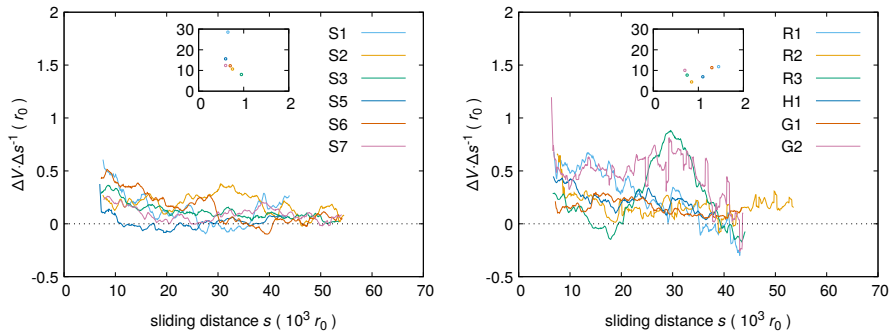 2
1.5
1
0.5
0
-0.5
ΔV·Δs⁻¹ ( r₀ )
0 10 20 30 40 50 60 70
sliding distance s ( 10³ r₀ )
30
20
10
0
0 1 2
S1
S2
S3
S5
S6
S7
2
1.5
1
0.5
0
-0.5
ΔV·Δs⁻¹ ( r₀ )
0 10 20 30 40 50 60 70
sliding distance s ( 10³ r₀ )
30
20
10
0
0 1 2
R1
R2
R3
H1
G1
G2